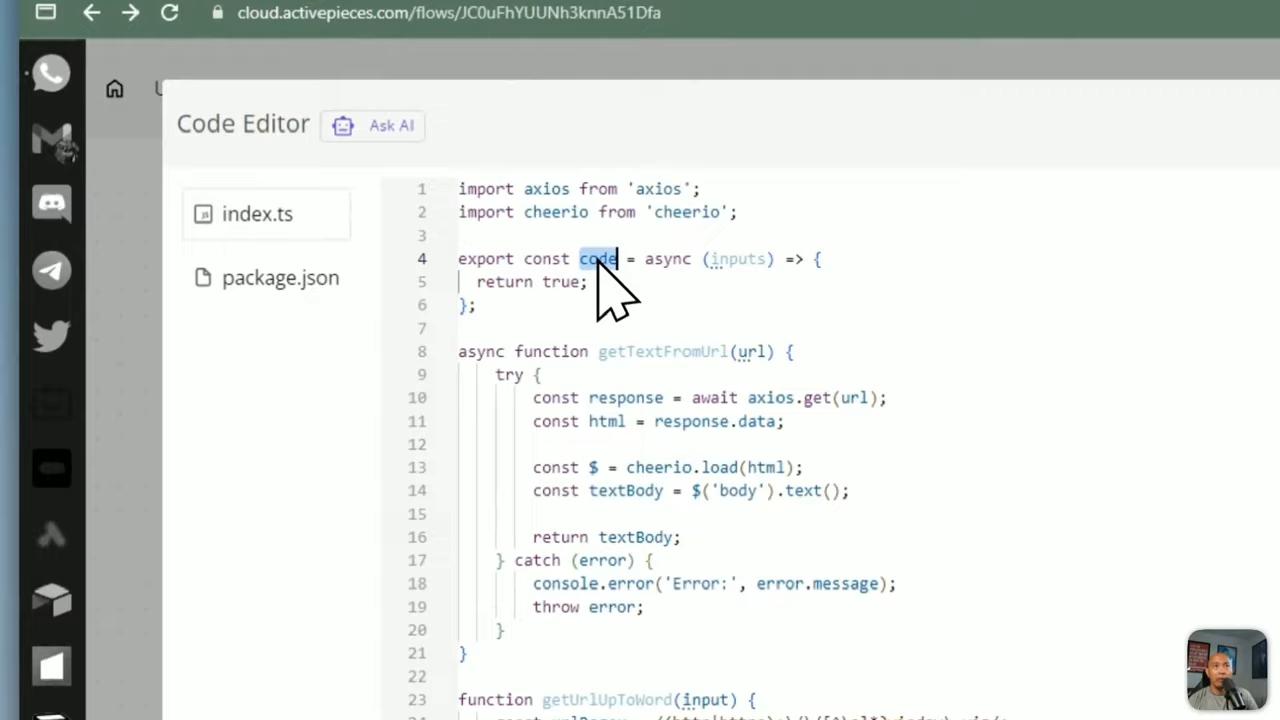 cloud.activepieces.com/flows/JC0uFhYUUNh3knnA51Dfa
Code Editor
Ask AI
index.ts
package.json
1 import axios from 'axios';
2 import cheerio from 'cheerio';
3
4 export const code = async (inputs) => {
5 return true;
6 };
7
8 async function getTextFromUrl(url) {
9 try {
10 const response = await axios.get(url);
11 const html = response.data;
12
13 const $ = cheerio.load(html);
14 const textBody = $('body').text();
15
16 return textBody;
17 } catch (error) {
18 console.error('Error:', error.message);
19 throw error;
20 }
21 }
22
23 function getUrlUpToWord(input) {